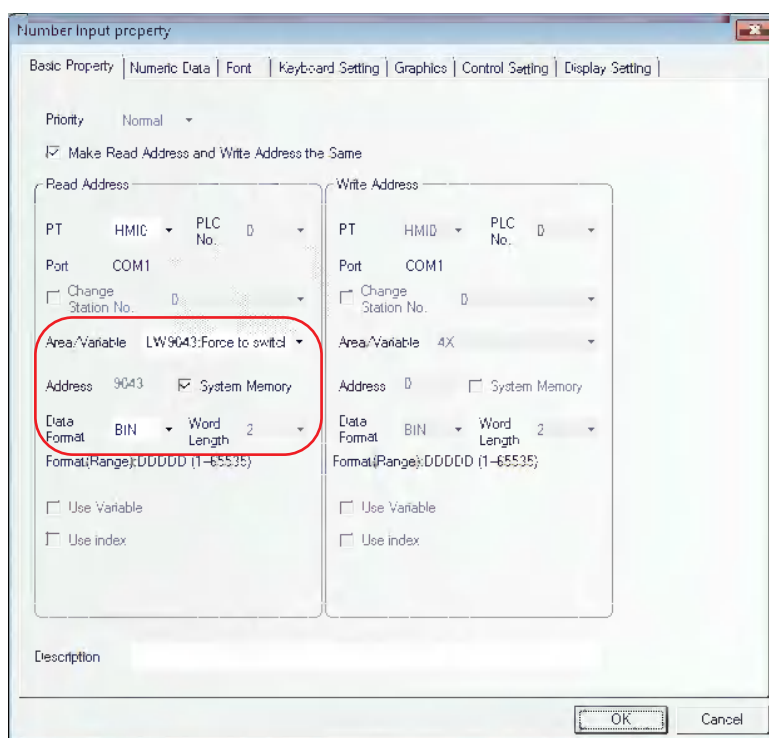 Number Input property
Basic Property Numeric Data Font Keyboard Setting Graphics Control Setting Display Setting
Priority Normal
Make Read Address and Write Address the Same
Read Address
PT HMI0 PLC No. 0
Port COM1
Change Station No. 0
Area/Variable LW9043:Force to switcl
Address 9043 System Memory
Data Format BIN Word Length 2
Format(Range):DDDDD (1~65535)
Use Variable
Use index
Write Address
PT HMI0 PLC No. 0
Port COM1
Change Station No. 0
Area/Variable 4X
Address 0 System Memory
Data Format BIN Word Length 2
Format(Range):DDDDD (1~65535)
Use Variable
Use index
Description
OK Cancel